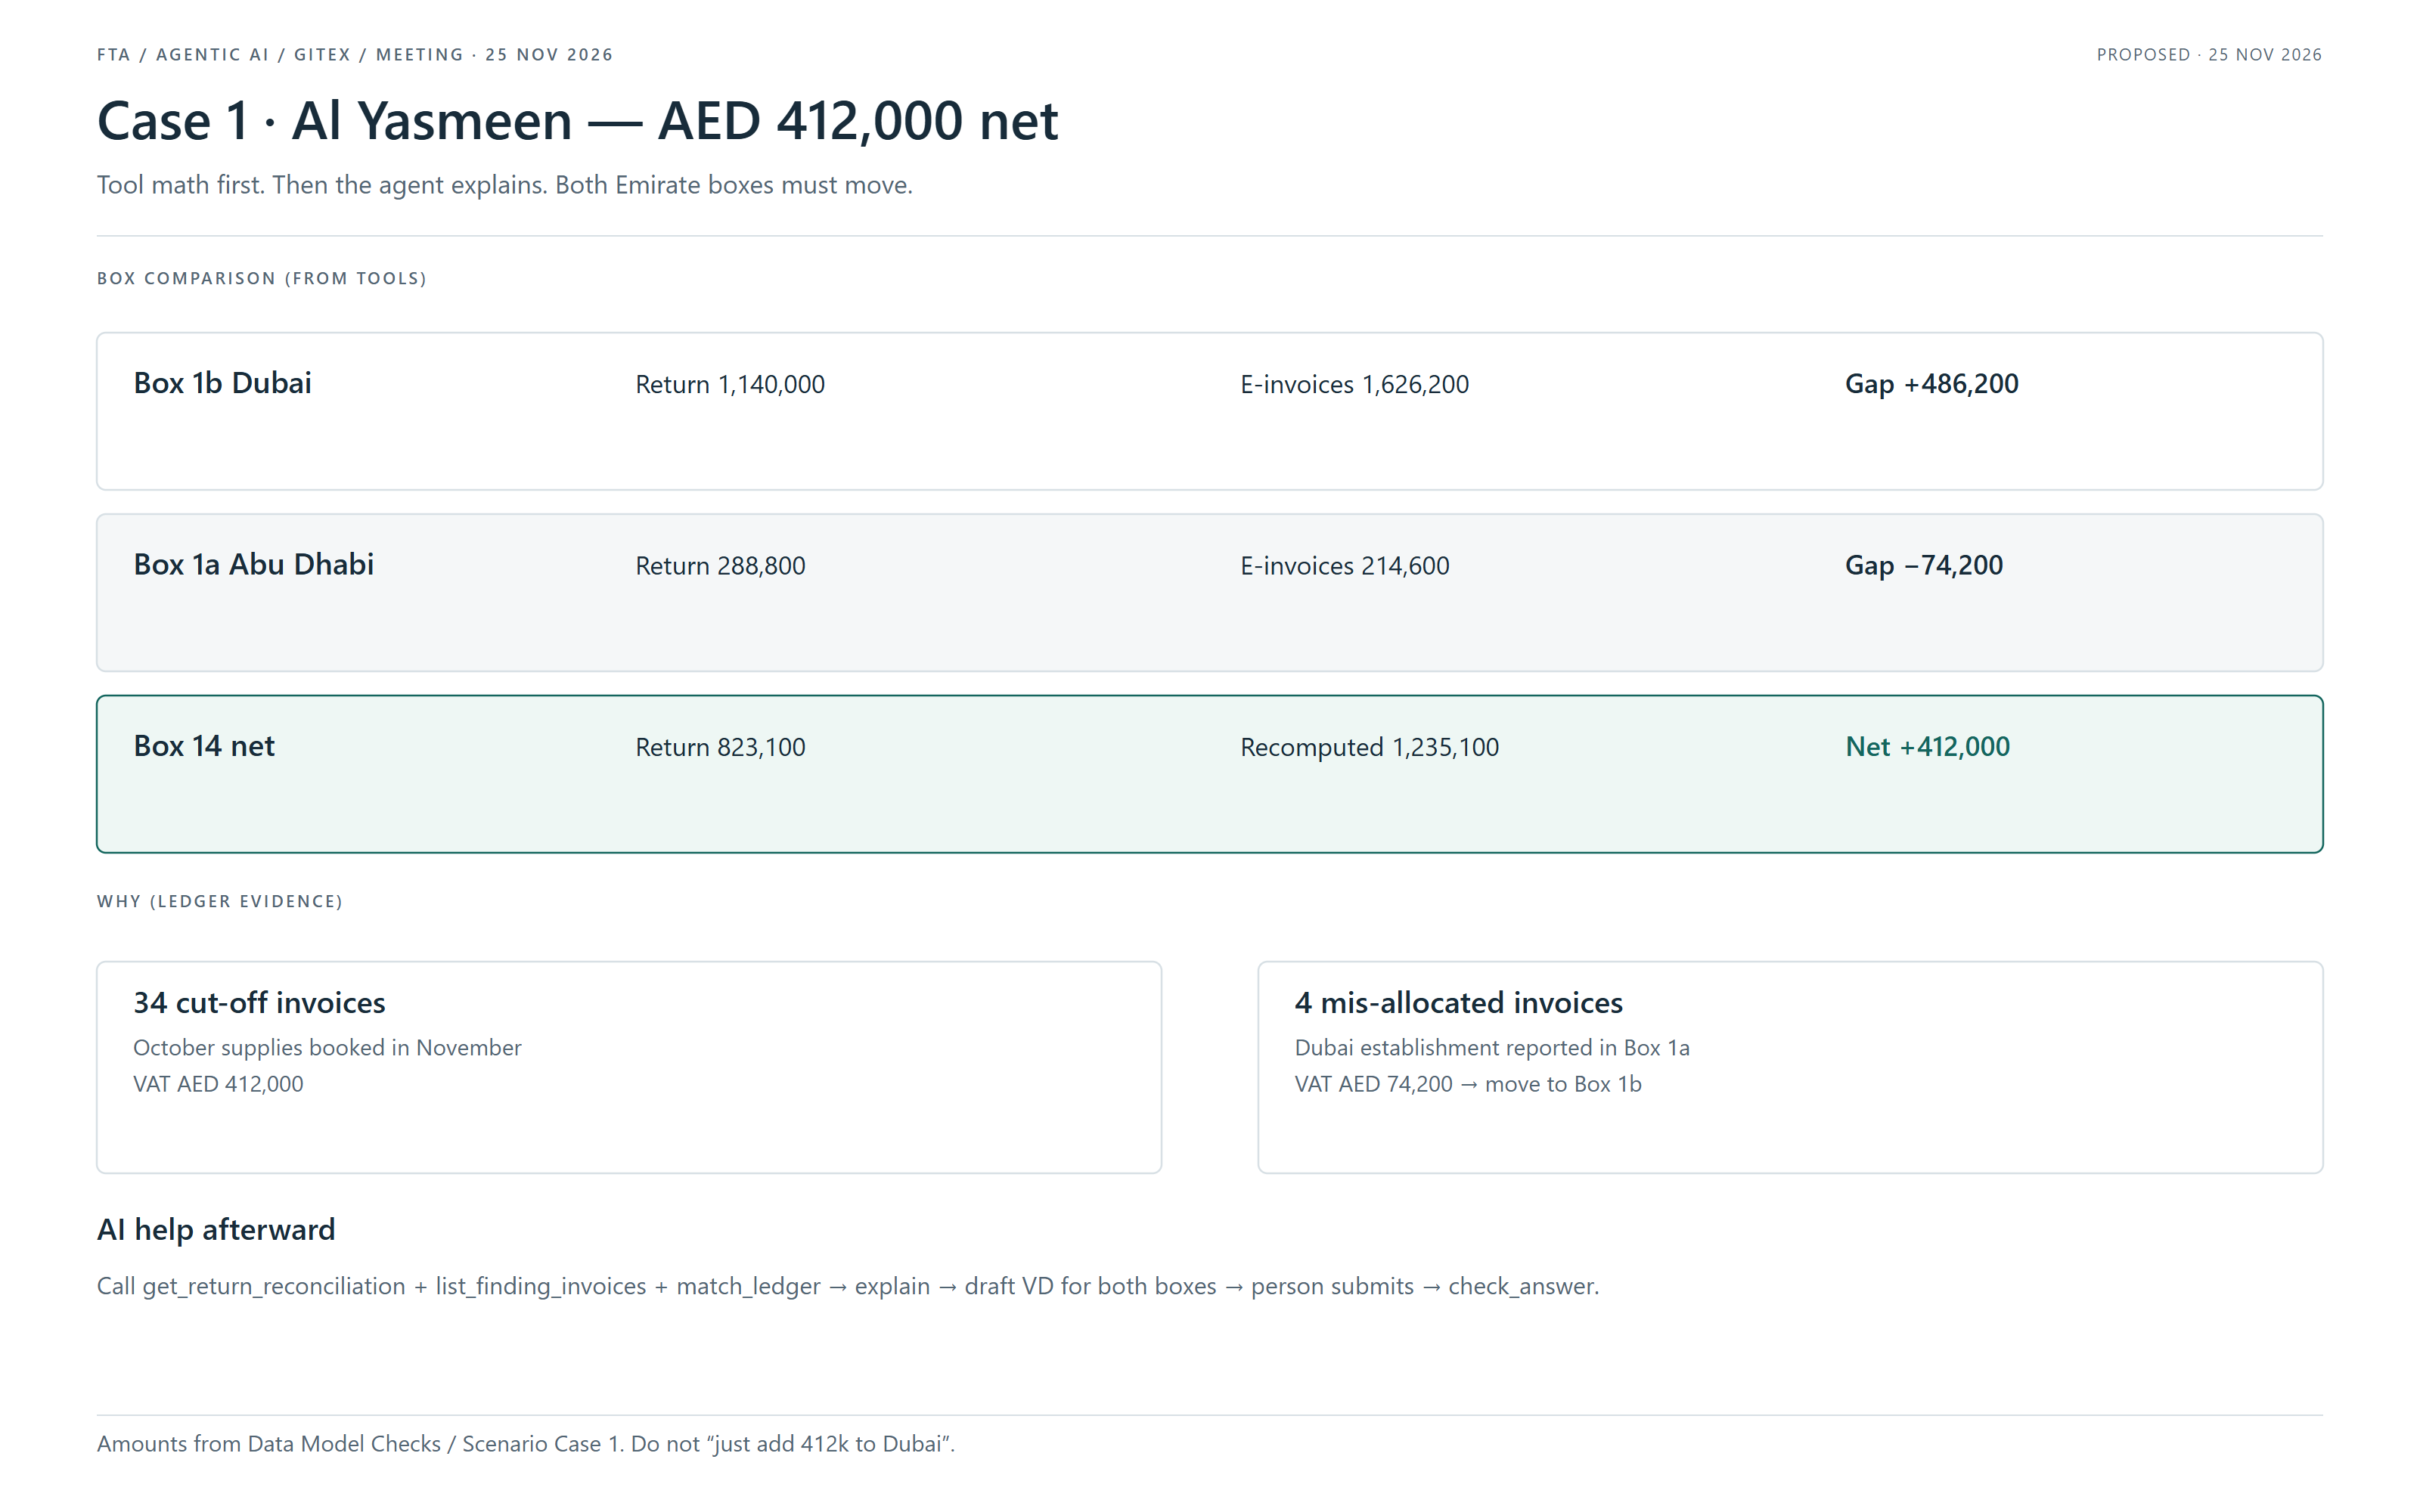 FTA / AGENTIC AI / GITEX / MEETING · 25 NOV 2026
PROPOSED · 25 NOV 2026
Case 1 · Al Yasmeen — AED 412,000 net
Tool math first. Then the agent explains. Both Emirate boxes must move.
BOX COMPARISON (FROM TOOLS)
Box 1b Dubai
Return 1,140,000
E-invoices 1,626,200
Gap +486,200
Box 1a Abu Dhabi
Return 288,800
E-invoices 214,600
Gap −74,200
Box 14 net
Return 823,100
Recomputed 1,235,100
Net +412,000
WHY (LEDGER EVIDENCE)
34 cut-off invoices
October supplies booked in November
VAT AED 412,000
4 mis-allocated invoices
Dubai establishment reported in Box 1a
VAT AED 74,200 → move to Box 1b
AI help afterward
Call get_return_reconciliation + list_finding_invoices + match_ledger → explain → draft VD for both boxes → person submits → check_answer.
Amounts from Data Model Checks / Scenario Case 1. Do not “just add 412k to Dubai”.